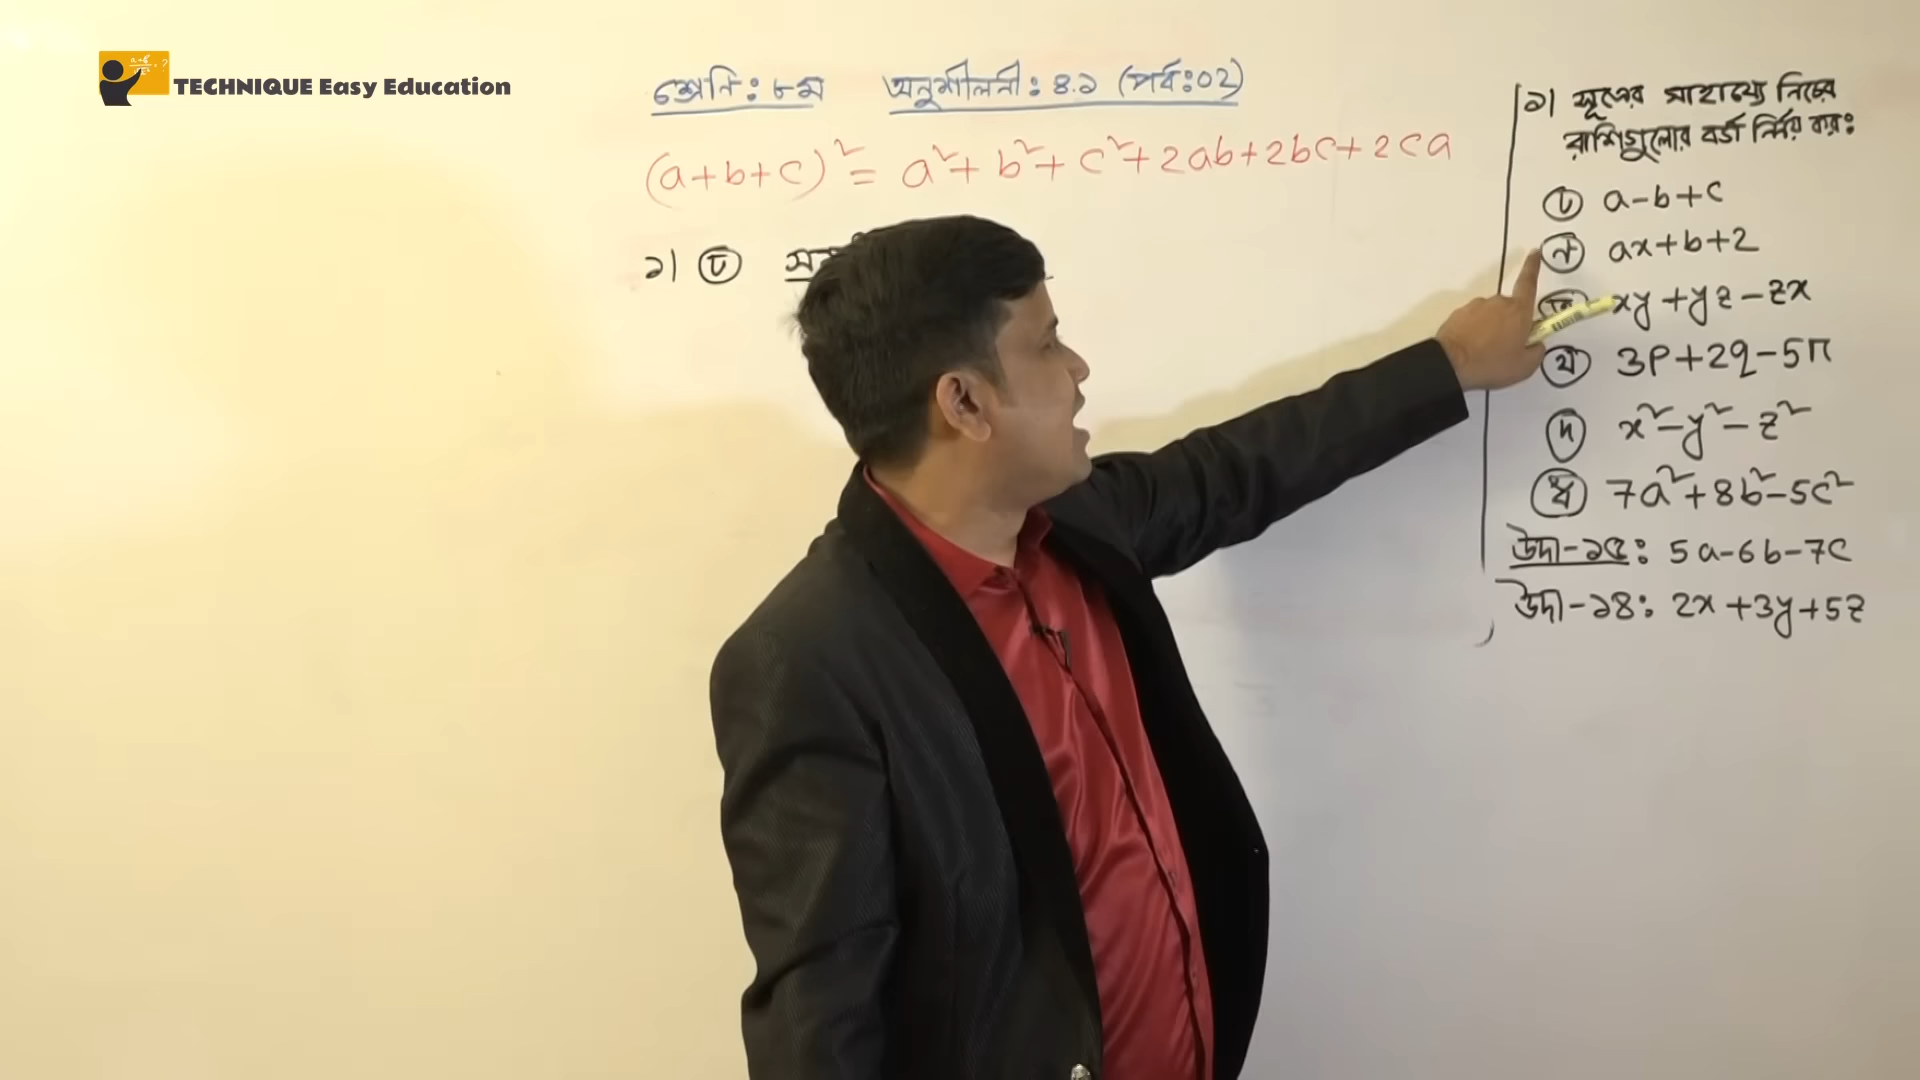 TECHNIQUE Easy Education
শ্রেনি: ৮ম অনুশীলনী: ৪.১ (পর্ব:০২)
(a+b+c)² = a²+b²+c²+2ab+2bc+2ca
১। ঢ
১। সূত্রের সাহায্যে নিচের
রাশিগুলোর বর্গ নির্ণয় কর:
ঢ a-b+c
ণ ax+b+2
xy+yz-zx
থ 3p+2q-5r
দ x²-y²-z²
ধ 7a²+8b²-5c²
উদা-১৫: 5a-6b-7c
উদা-১৪: 2x+3y+5z